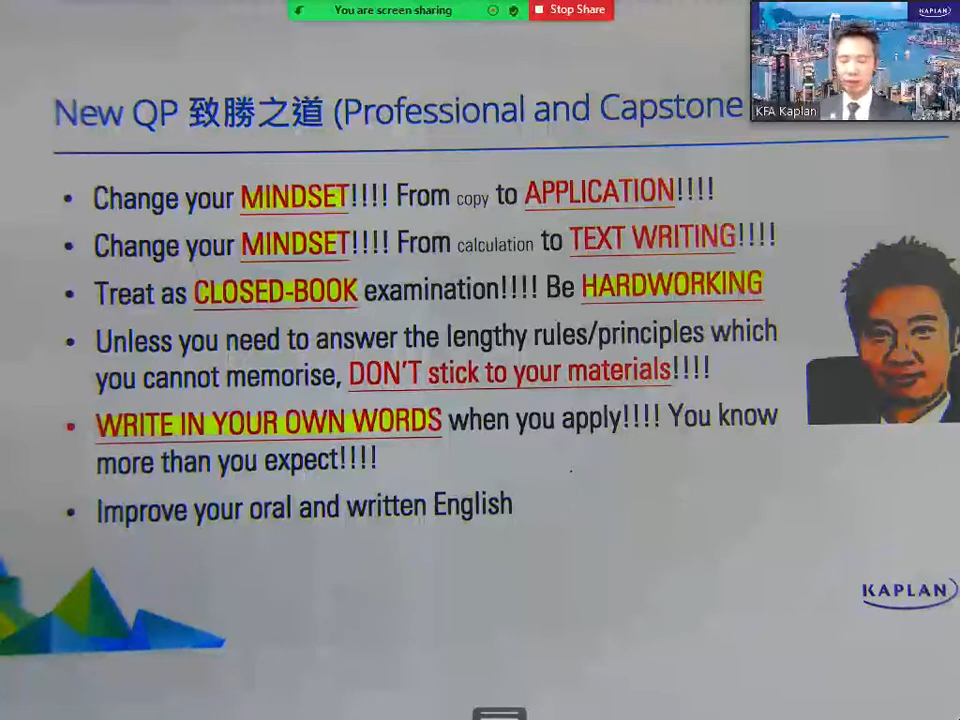 You are screen sharing
Stop Share
KAPLAN
KFA Kaplan
New QP 致勝之道 (Professional and Capstone
• Change your MINDSET!!!! From copy to APPLICATION!!!!
• Change your MINDSET!!!! From calculation to TEXT WRITING!!!!
• Treat as CLOSED-BOOK examination!!!! Be HARDWORKING
• Unless you need to answer the lengthy rules/principles which
you cannot memorise, DON'T stick to your materials!!!!
• WRITE IN YOUR OWN WORDS when you apply!!!! You know
more than you expect!!!!
• Improve your oral and written English
KAPLAN